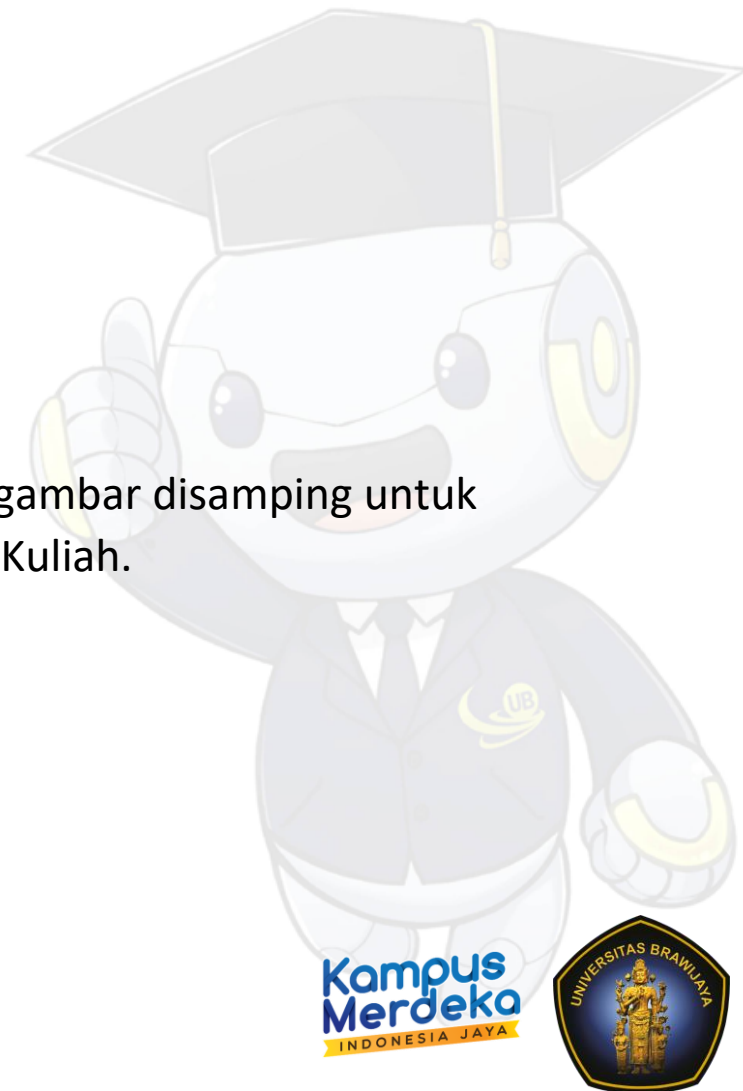 gambar disamping untuk
Kuliah.
UB
Kampus
Merdeka
INDONESIA JAYA
UNIVERSITAS BRAWIJAYA